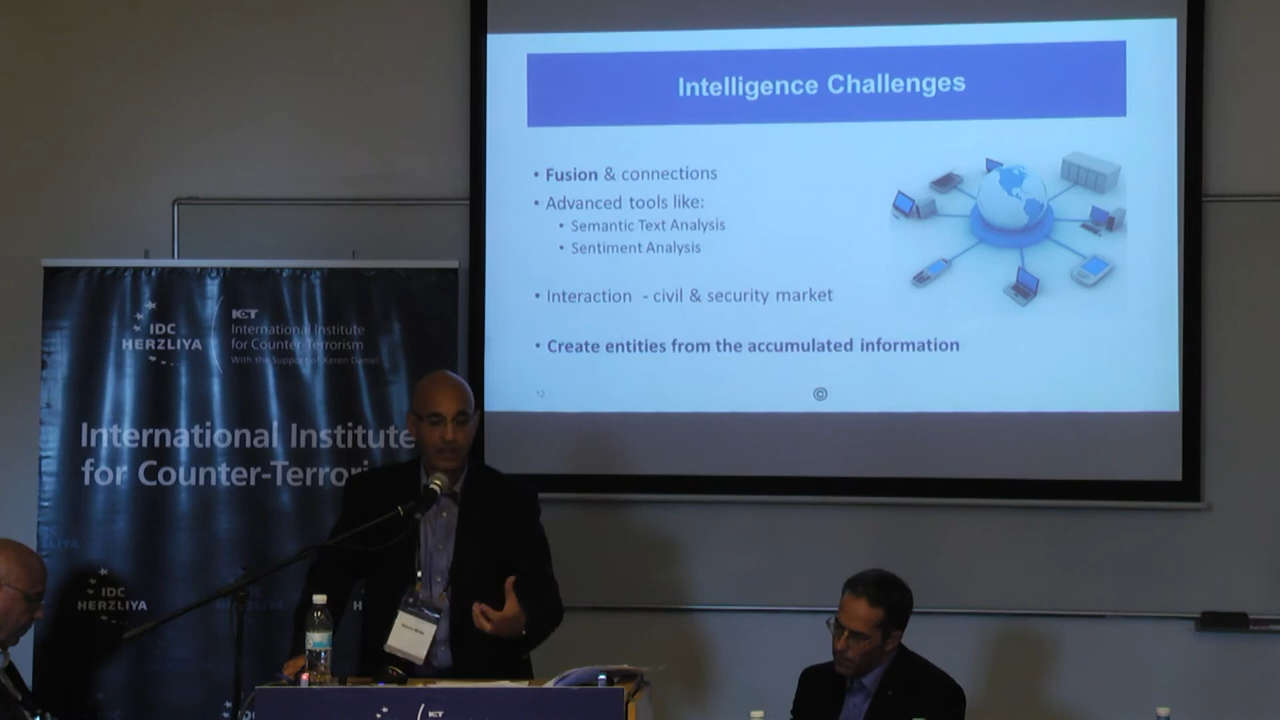 Intelligence Challenges
• Fusion & connections
• Advanced tools like:
• Semantic Text Analysis
• Sentiment Analysis
• Interaction - civil & security market
• Create entities from the accumulated information
12
©
IDC
HERZLIYA
ICT
International Institute
for Counter-Terrorism
With the Support of Keren Daniel
International Institute
for Counter-Terrori
IDC
HERZLIYA
ICT